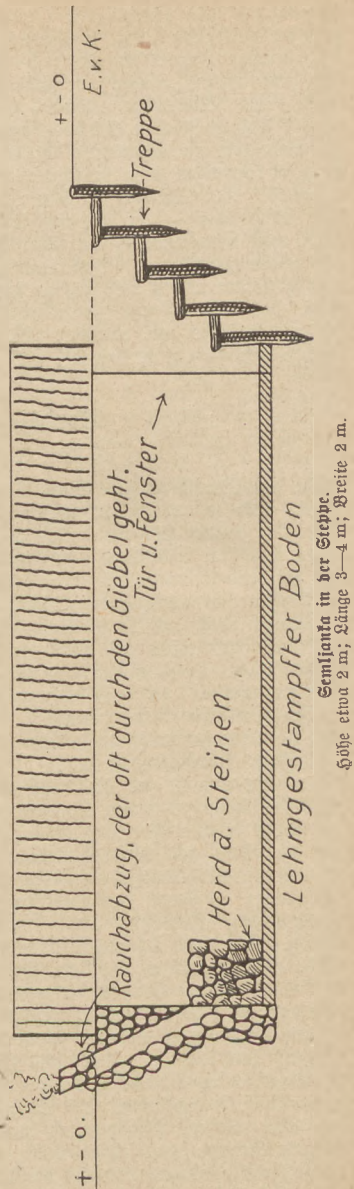 + - 0
E.v.K.
Treppe
Rauchabzug, der oft durch den Giebel geht.
Tür u. Fenster
Herd a. Steinen
+ - 0.
Lehmgestampfter Boden
Semljanka in der Steppe.
Höhe etwa 2 m; Länge 3—4 m; Breite 2 m.